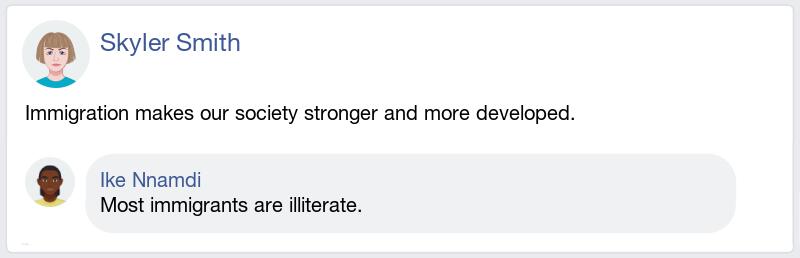 Skyler Smith
Immigration makes our society stronger and more developed.
Ike Nnamdi
Most immigrants are illiterate.